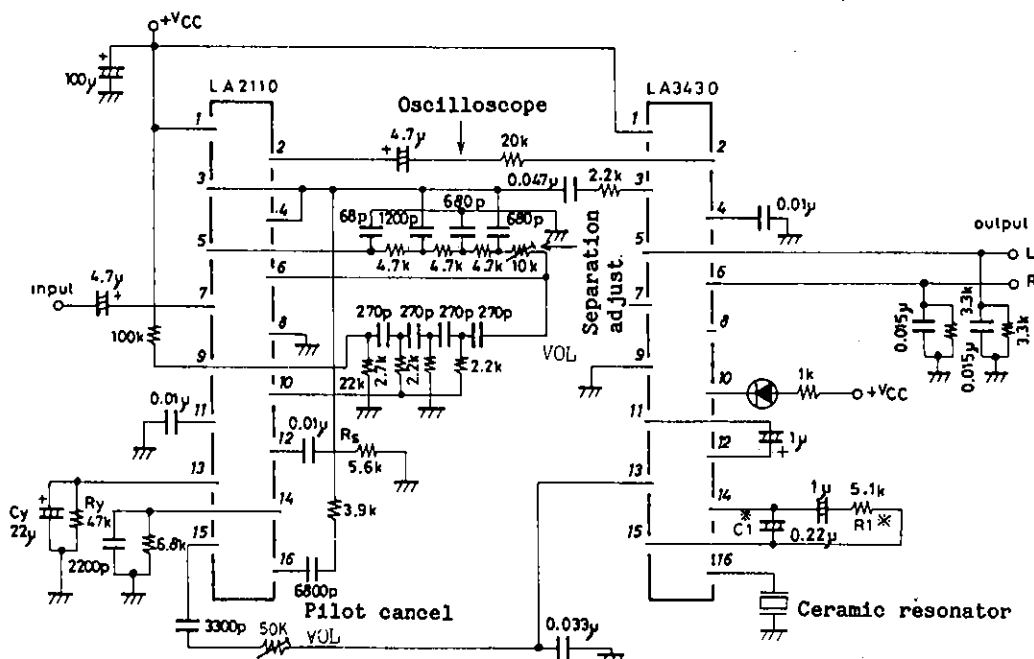 +VCC
100μ
LA2110
LA3430
Oscilloscope
1
2
4.7μ
20k
1
2
3
4
0.047μ
2.2k
3
4
0.01μ
68p
1200p
680p
680p
5
4.7k
4.7k
4.7k
10k
6
Separation
adjust.
5
output
L
6
R
input
4.7μ
7
8
100k
9
10
270p
270p
270p
270p
VOL
22k
2.7k
2.2k
2.2k
7
8
9
10
0.015μ
3.3k
0.015μ
3.3k
1k
+VCC
0.01μ
11
12
0.01μ
Rs
5.6k
11
12
1μ
13
14
Cy
22μ
Ry
47k
2200p
6.8k
15
16
3.9k
6800p
13
14
1μ
5.1k
C1※
R1※
0.22μ
15
16
Pilot cancel
3300p
50K
VOL
0.033μ
Ceramic resonator